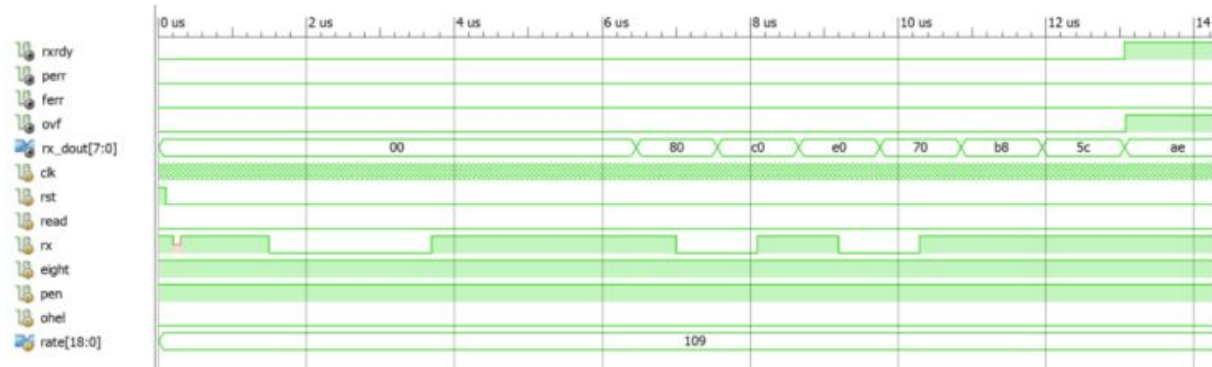 0 us 2 us 4 us 6 us 8 us 10 us 12 us 14
rxrdy
perr
ferr
ovf
rx_dout[7:0] 00 80 c0 e0 70 b8 5c ae
clk
rst
read
rx
eight
pen
ohel
rate[18:0] 109